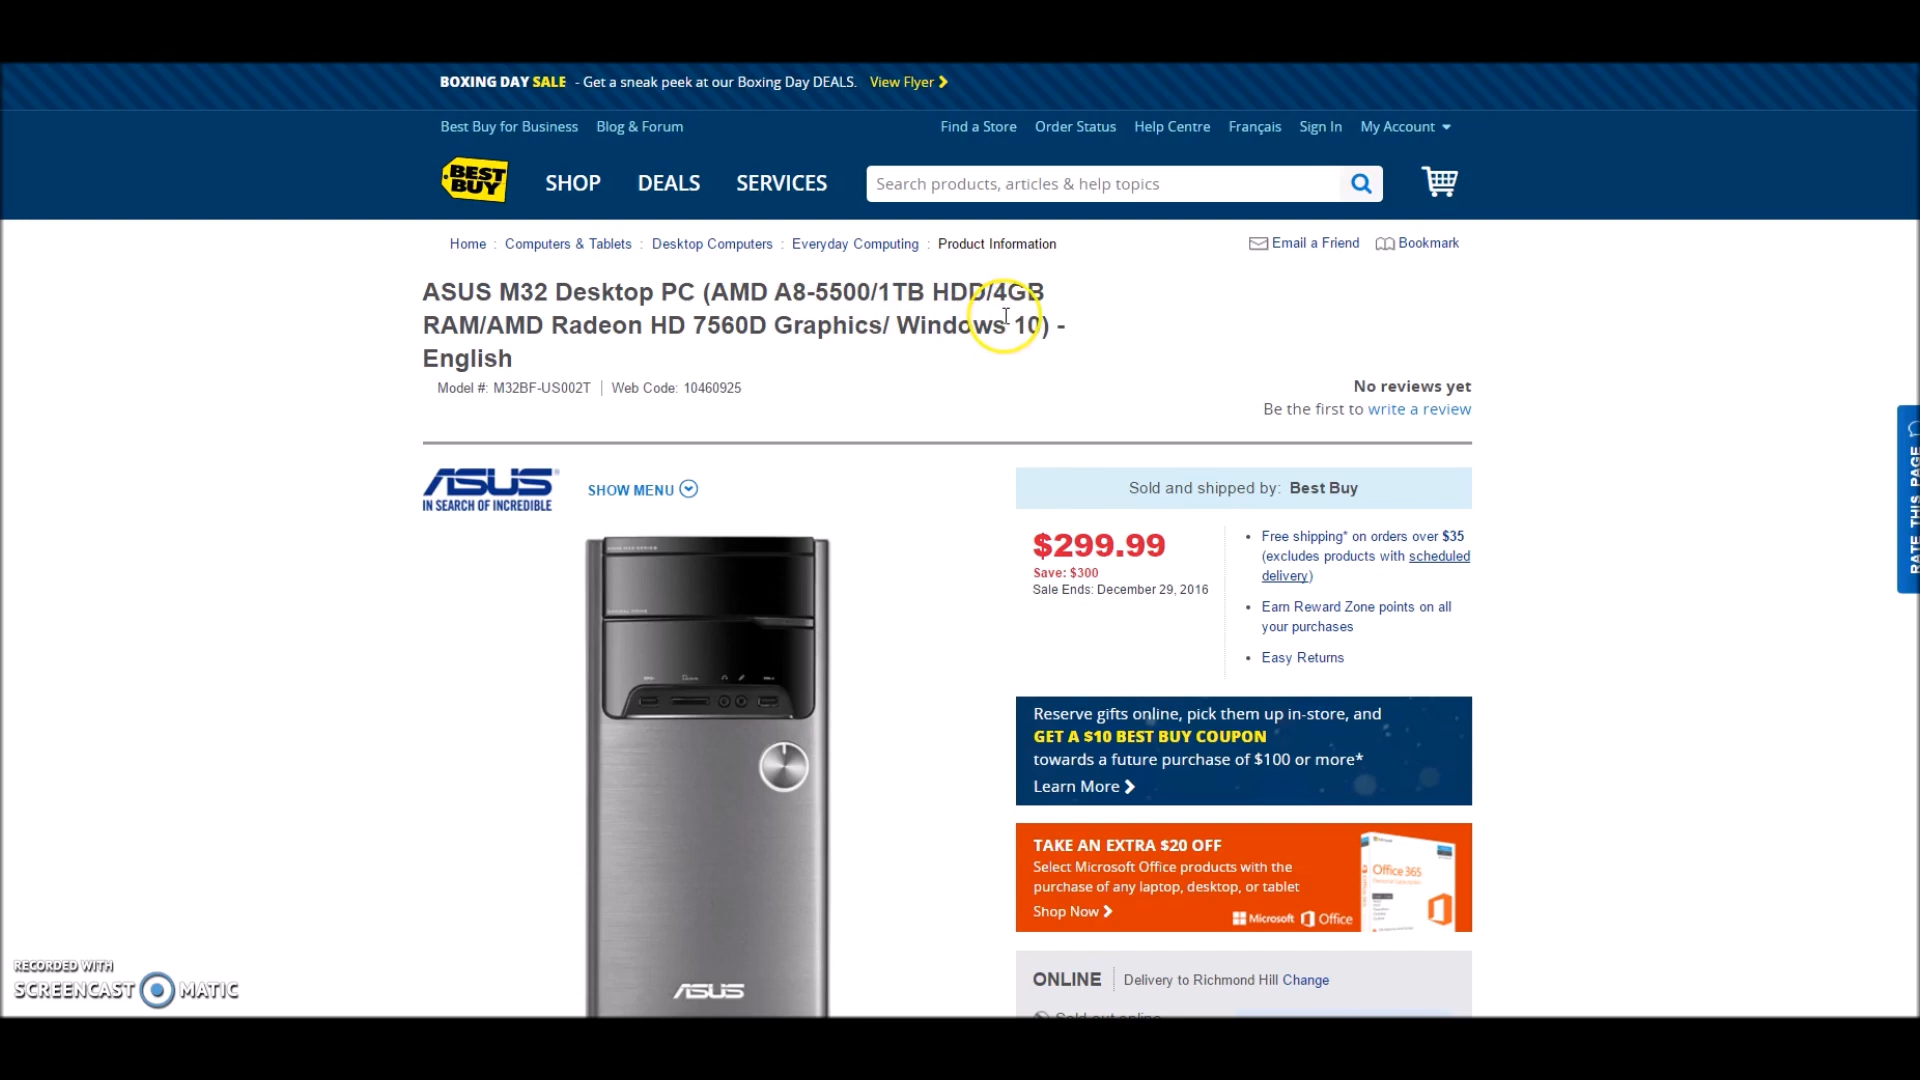 BOXING DAY SALE - Get a sneak peek at our Boxing Day DEALS. View Flyer
Best Buy for Business Blog & Forum Find a Store Order Status Help Centre Français Sign In My Account
BEST BUY SHOP DEALS SERVICES Search products, articles & help topics
Home : Computers & Tablets : Desktop Computers : Everyday Computing : Product Information Email a Friend Bookmark
ASUS M32 Desktop PC (AMD A8-5500/1TB HDD/4GB
RAM/AMD Radeon HD 7560D Graphics/ Windows 10) -
English
Model #: M32BF-US002T | Web Code: 10460925
No reviews yet
Be the first to write a review
RATE THIS PAGE
ASUS
IN SEARCH OF INCREDIBLE
SHOW MENU
Sold and shipped by: Best Buy
$299.99
Save: $300
Sale Ends: December 29, 2016
Free shipping* on orders over $35
(excludes products with scheduled
delivery)
Earn Reward Zone points on all
your purchases
Easy Returns
Reserve gifts online, pick them up in-store, and
GET A $10 BEST BUY COUPON
towards a future purchase of $100 or more*
Learn More
TAKE AN EXTRA $20 OFF
Select Microsoft Office products with the
purchase of any laptop, desktop, or tablet
Shop Now
Microsoft Office
Office 365
ASUS
ONLINE Delivery to Richmond Hill Change
Sold out online
RECORDED WITH
SCREENCAST MATIC